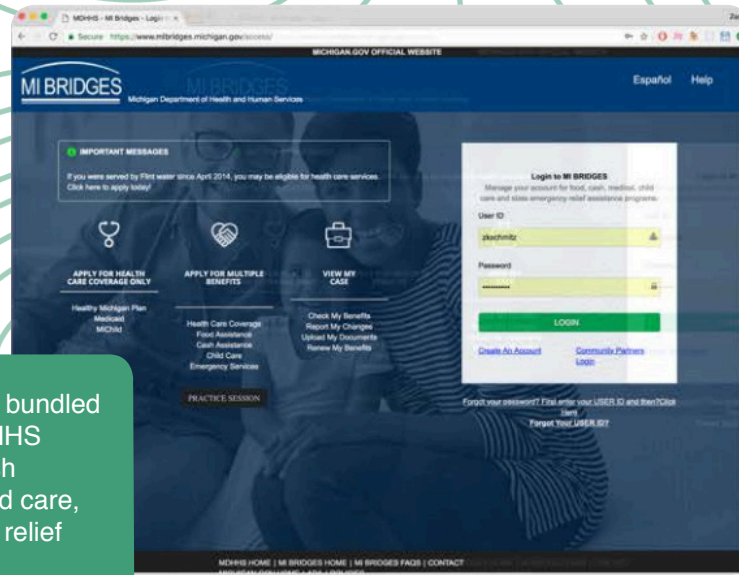 MDHHS - MI Bridges - Login
Secure https://www.mibridges.michigan.gov/access/
MICHIGAN.GOV OFFICIAL WEBSITE
MI BRIDGES
Michigan Department of Health and Human Services
Español Help
IMPORTANT MESSAGES
If you were served by Flint water since April 2014, you may be eligible for health care services.
Click here to apply today!
APPLY FOR HEALTH
CARE COVERAGE ONLY
Healthy Michigan Plan
Medicaid
MIChild
APPLY FOR MULTIPLE
BENEFITS
Health Care Coverage
Food Assistance
Cash Assistance
Child Care
Emergency Services
PRACTICE SESSION
VIEW MY
CASE
Check My Benefits
Report My Changes
Upload My Documents
Renew My Benefits
Login to MI BRIDGES
Manage your account for food, cash, medical, child
care and state emergency relief assistance programs.
User ID
zkschmitz
Password
LOGIN
Create An Account
Community Partners
Login
Forgot your password? First enter your USER ID and then?Click
Here
Forgot Your USER ID?
bundled
care,
relief
MDHHS HOME | MI BRIDGES HOME | MI BRIDGES FAQS | CONTACT